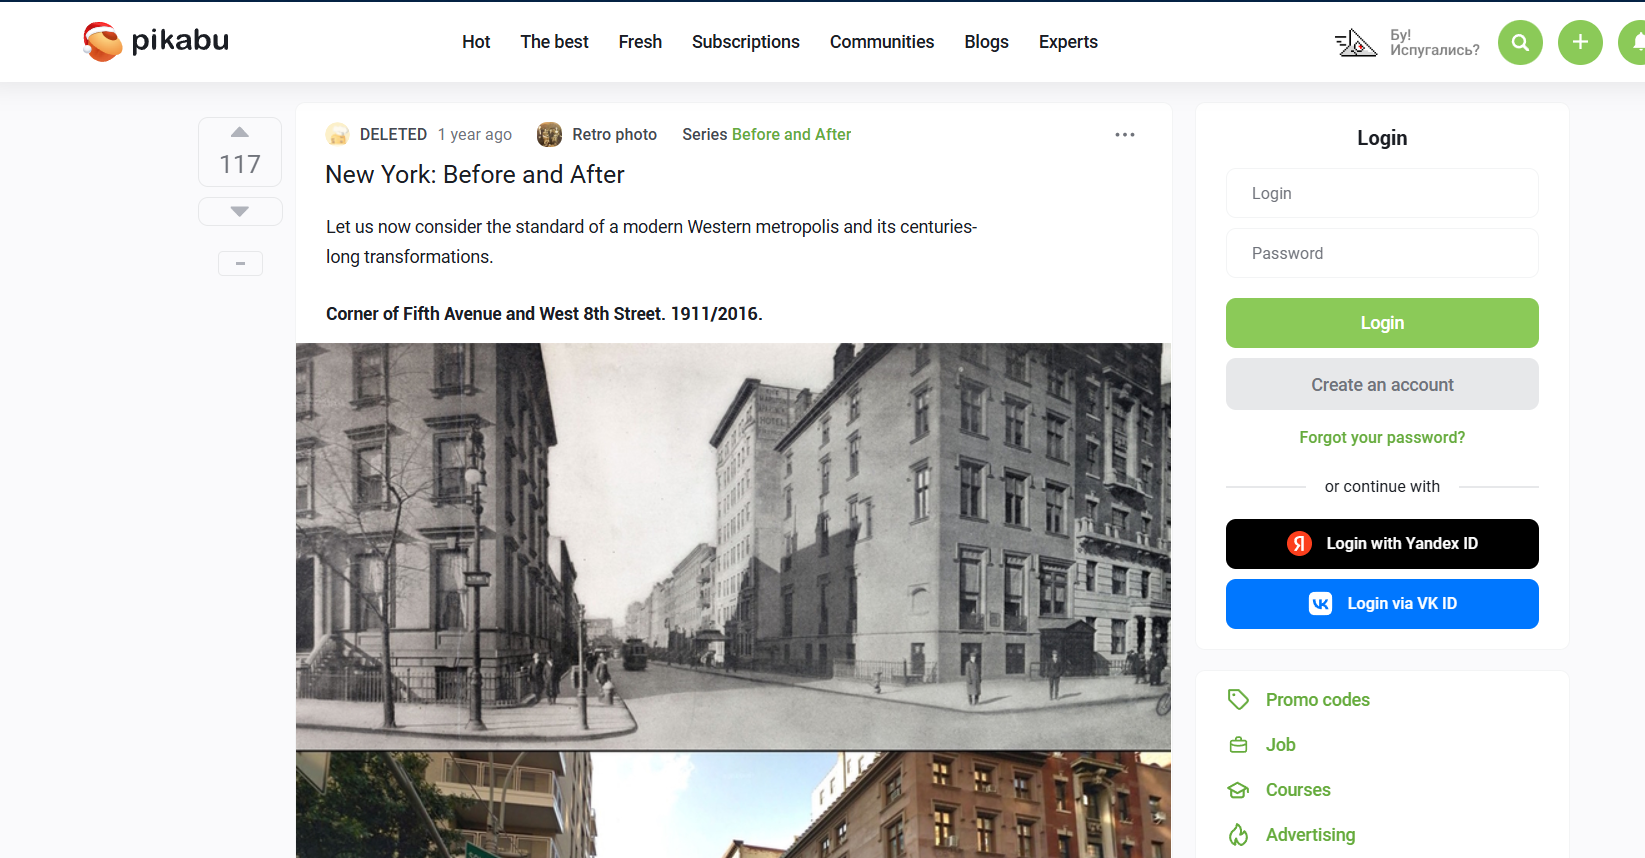 pikabu
Hot
The best
Fresh
Subscriptions
Communities
Blogs
Experts
Бу!
Испугались?
117
DELETED 1 year ago Retro photo Series Before and After
New York: Before and After
Let us now consider the standard of a modern Western metropolis and its centuries-
long transformations.
Corner of Fifth Avenue and West 8th Street. 1911/2016.
Login
Login
Password
Login
Create an account
Forgot your password?
or continue with
Я Login with Yandex ID
VK Login via VK ID
Promo codes
Job
Courses
Advertising